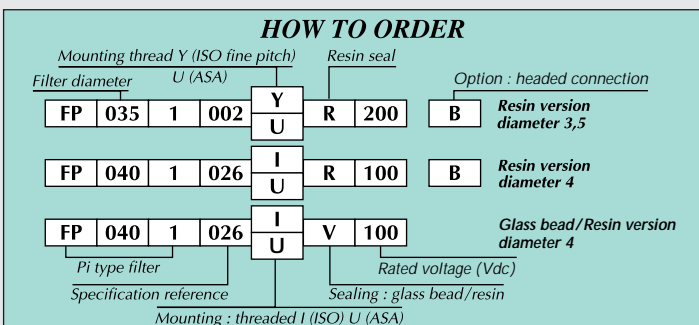 HOW TO ORDER
Mounting thread Y (ISO fine pitch)
U (ASA)
Resin seal
Filter diameter
Option : headed connection
FP 035 1 002 Y U R 200 B
Resin version
diameter 3,5
FP 040 1 026 I U R 100 B
Resin version
diameter 4
FP 040 1 026 I U V 100
Glass bead/Resin version
diameter 4
Pi type filter
Rated voltage (Vdc)
Specification reference
Sealing : glass bead/resin
Mounting : threaded I (ISO) U (ASA)